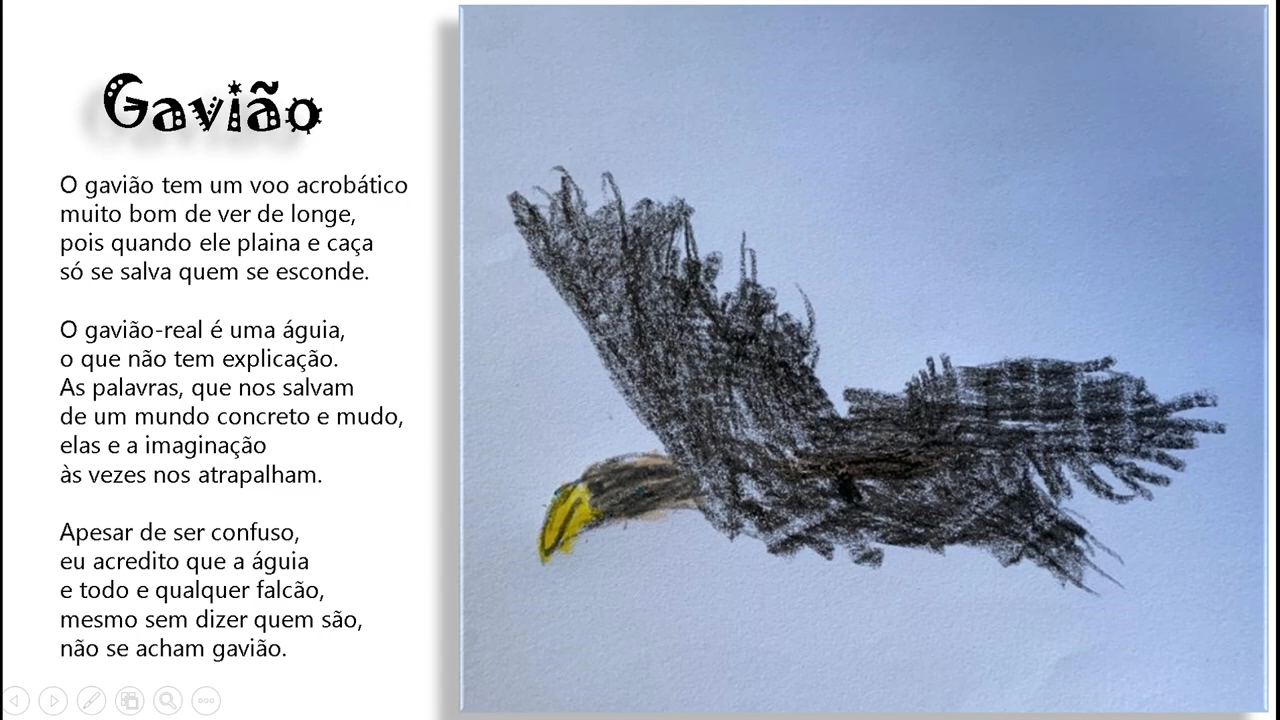 Gavião
O gavião tem um voo acrobático
muito bom de ver de longe,
pois quando ele plaina e caça
só se salva quem se esconde.
O gavião-real é uma águia,
o que não tem explicação.
As palavras, que nos salvam
de um mundo concreto e mudo,
elas e a imaginação
às vezes nos atrapalham.
Apesar de ser confuso,
eu acredito que a águia
e todo e qualquer falcão,
mesmo sem dizer quem são,
não se acham gavião.